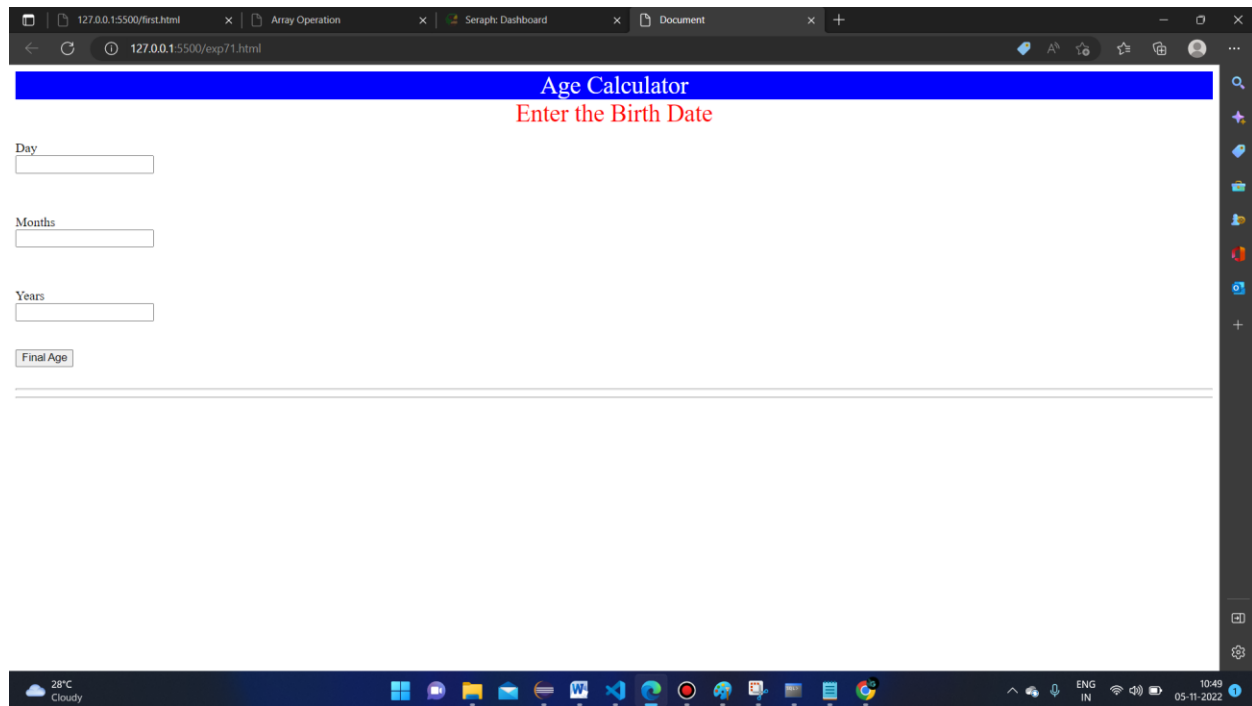 127.0.0.1:5500/first.html
Array Operation
Seraph: Dashboard
Document
127.0.0.1:5500/exp71.html
Age Calculator
Enter the Birth Date
Day
Months
Years
Final Age
28°C
Cloudy
ENG
IN
10:49
05-11-2022
1